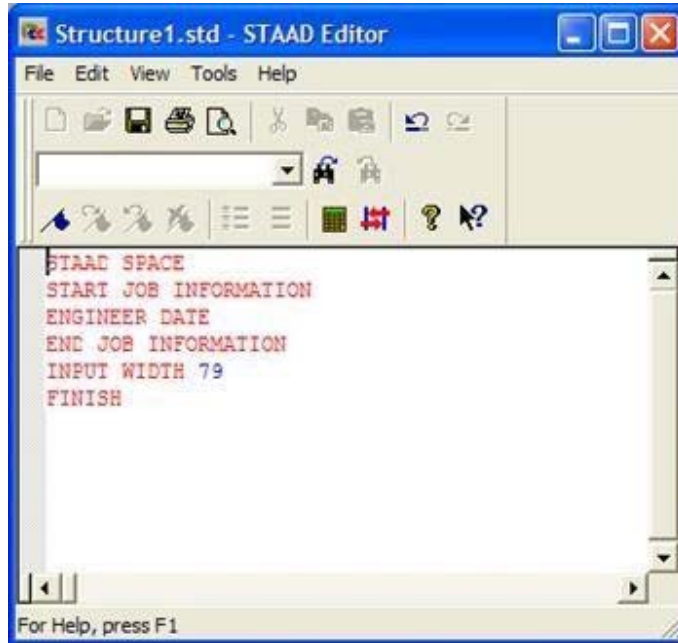 Structure1.std - STAAD Editor
File Edit View Tools Help
STAAD SPACE
START JOB INFORMATION
ENGINEER DATE
END JOB INFORMATION
INPUT WIDTH 79
FINISH
For Help, press F1